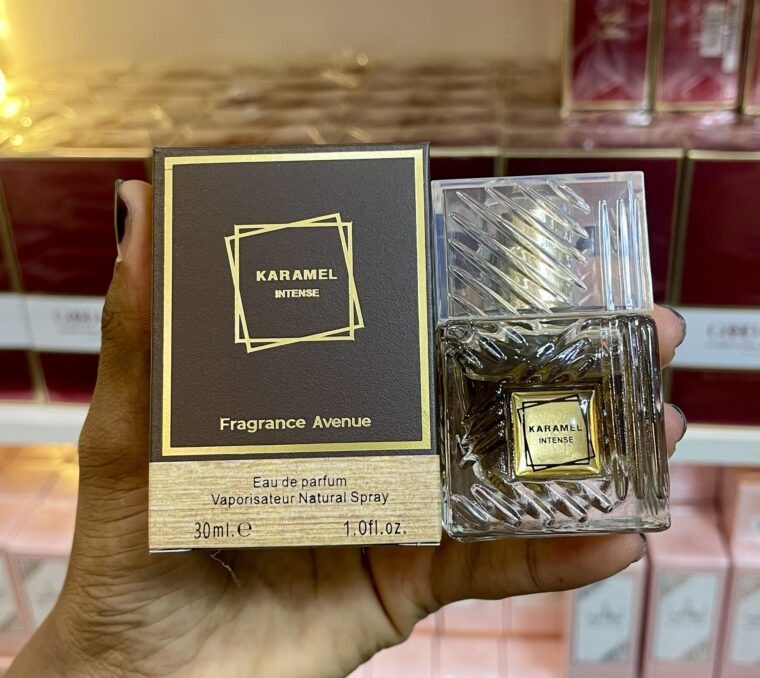 KARAMEL
INTENSE
Fragrance Avenue
Eau de parfum
Vaporisateur Natural Spray
30ml.℮ 1.0fl.oz.
KARAMEL
INTENSE